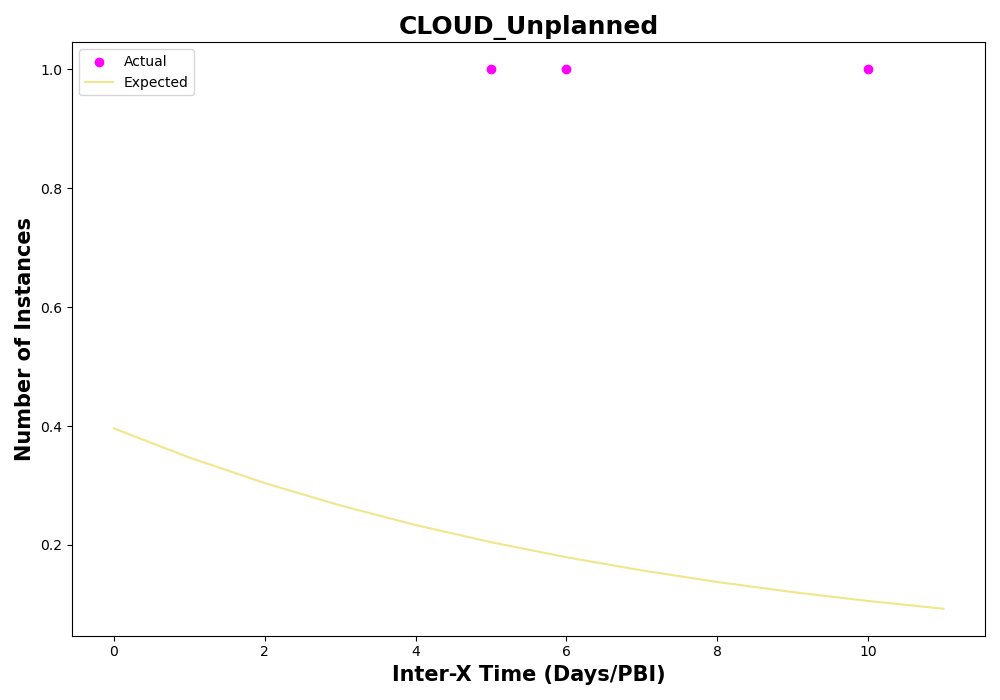 CLOUD_Unplanned
Actual
Expected
1.0
0.8
0.6
0.4
0.2
Number of Instances
0
2
4
6
8
10
Inter-X Time (Days/PBI)